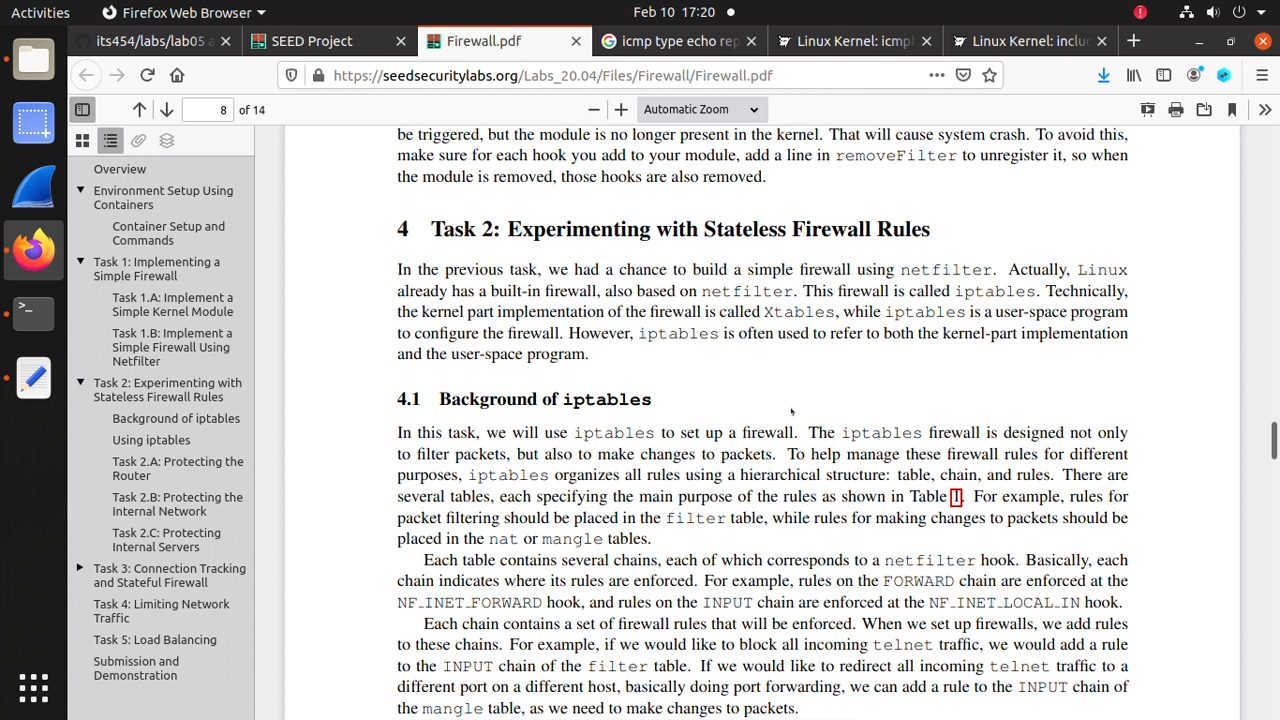 Activities
Firefox Web Browser
Feb 10 17:20
its454/labs/lab05 a
SEED Project
Firewall.pdf
icmp type echo rep
Linux Kernel: icmph
Linux Kernel: inclu
https://seedsecuritylabs.org/Labs_20.04/Files/Firewall/Firewall.pdf
8 of 14
Automatic Zoom
Overview
Environment Setup Using
Containers
Container Setup and
Commands
Task 1: Implementing a
Simple Firewall
Task 1.A: Implement a
Simple Kernel Module
Task 1.B: Implement a
Simple Firewall Using
Netfilter
Task 2: Experimenting with
Stateless Firewall Rules
Background of iptables
Using iptables
Task 2.A: Protecting the
Router
Task 2.B: Protecting the
Internal Network
Task 2.C: Protecting
Internal Servers
Task 3: Connection Tracking
and Stateful Firewall
Task 4: Limiting Network
Traffic
Task 5: Load Balancing
Submission and
Demonstration
be triggered, but the module is no longer present in the kernel. That will cause system crash. To avoid this,
make sure for each hook you add to your module, add a line in removeFilter to unregister it, so when
the module is removed, those hooks are also removed.
4 Task 2: Experimenting with Stateless Firewall Rules
In the previous task, we had a chance to build a simple firewall using netfilter. Actually, Linux
already has a built-in firewall, also based on netfilter. This firewall is called iptables. Technically,
the kernel part implementation of the firewall is called Xtables, while iptables is a user-space program
to configure the firewall. However, iptables is often used to refer to both the kernel-part implementation
and the user-space program.
4.1 Background of iptables
In this task, we will use iptables to set up a firewall. The iptables firewall is designed not only
to filter packets, but also to make changes to packets. To help manage these firewall rules for different
purposes, iptables organizes all rules using a hierarchical structure: table, chain, and rules. There are
several tables, each specifying the main purpose of the rules as shown in Table 1. For example, rules for
packet filtering should be placed in the filter table, while rules for making changes to packets should be
placed in the nat or mangle tables.
Each table contains several chains, each of which corresponds to a netfilter hook. Basically, each
chain indicates where its rules are enforced. For example, rules on the FORWARD chain are enforced at the
NF_INET_FORWARD hook, and rules on the INPUT chain are enforced at the NF_INET_LOCAL_IN hook.
Each chain contains a set of firewall rules that will be enforced. When we set up firewalls, we add rules
to these chains. For example, if we would like to block all incoming telnet traffic, we would add a rule
to the INPUT chain of the filter table. If we would like to redirect all incoming telnet traffic to a
different port on a different host, basically doing port forwarding, we can add a rule to the INPUT chain of
the mangle table, as we need to make changes to packets.